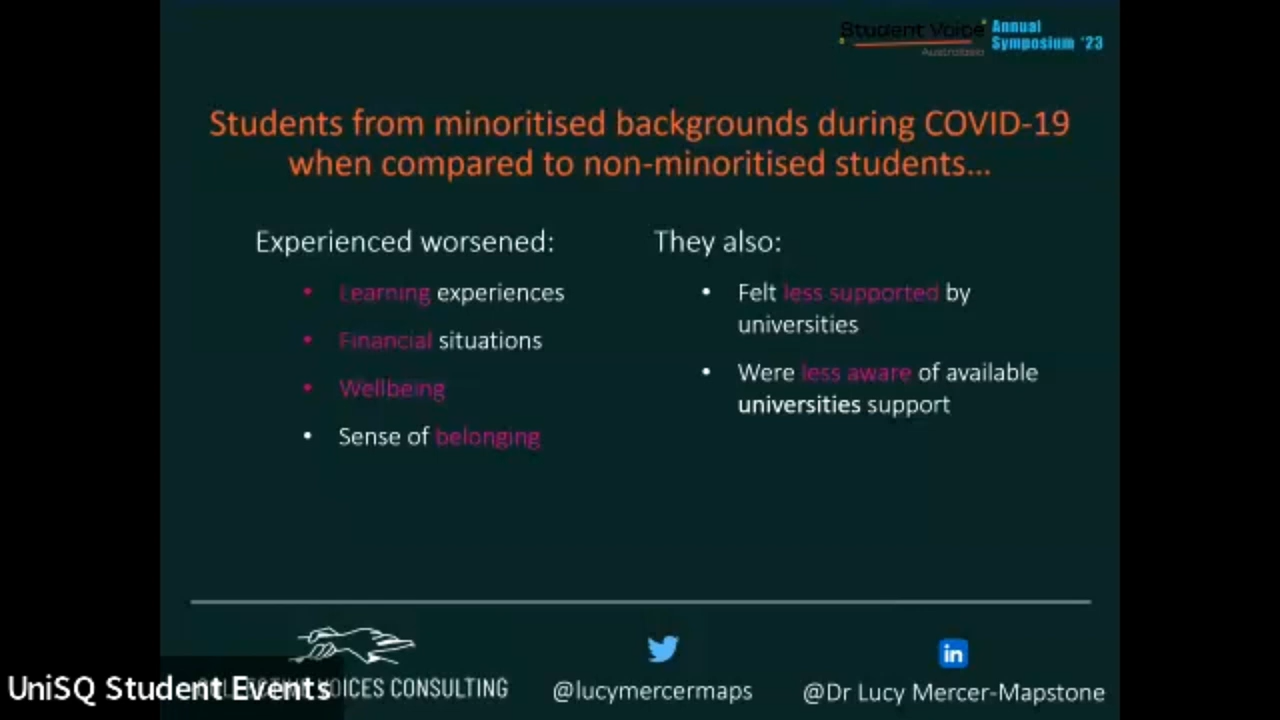 Student Voice
Australasia
Annual
Symposium '23
Students from minoritised backgrounds during COVID-19
when compared to non-minoritised students...
Experienced worsened:
• Learning experiences
• Financial situations
• Wellbeing
• Sense of belonging
They also:
• Felt less supported by
universities
• Were less aware of available
universities support
VOICES CONSULTING
@lucymercermaps
in
@Dr Lucy Mercer-Mapstone
UniSQ Student Events